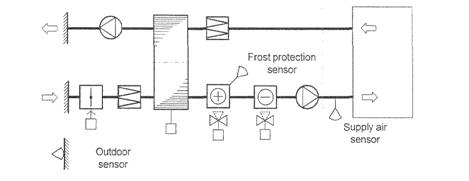 Frost protection
sensor
Supply air
sensor
Outdoor
sensor